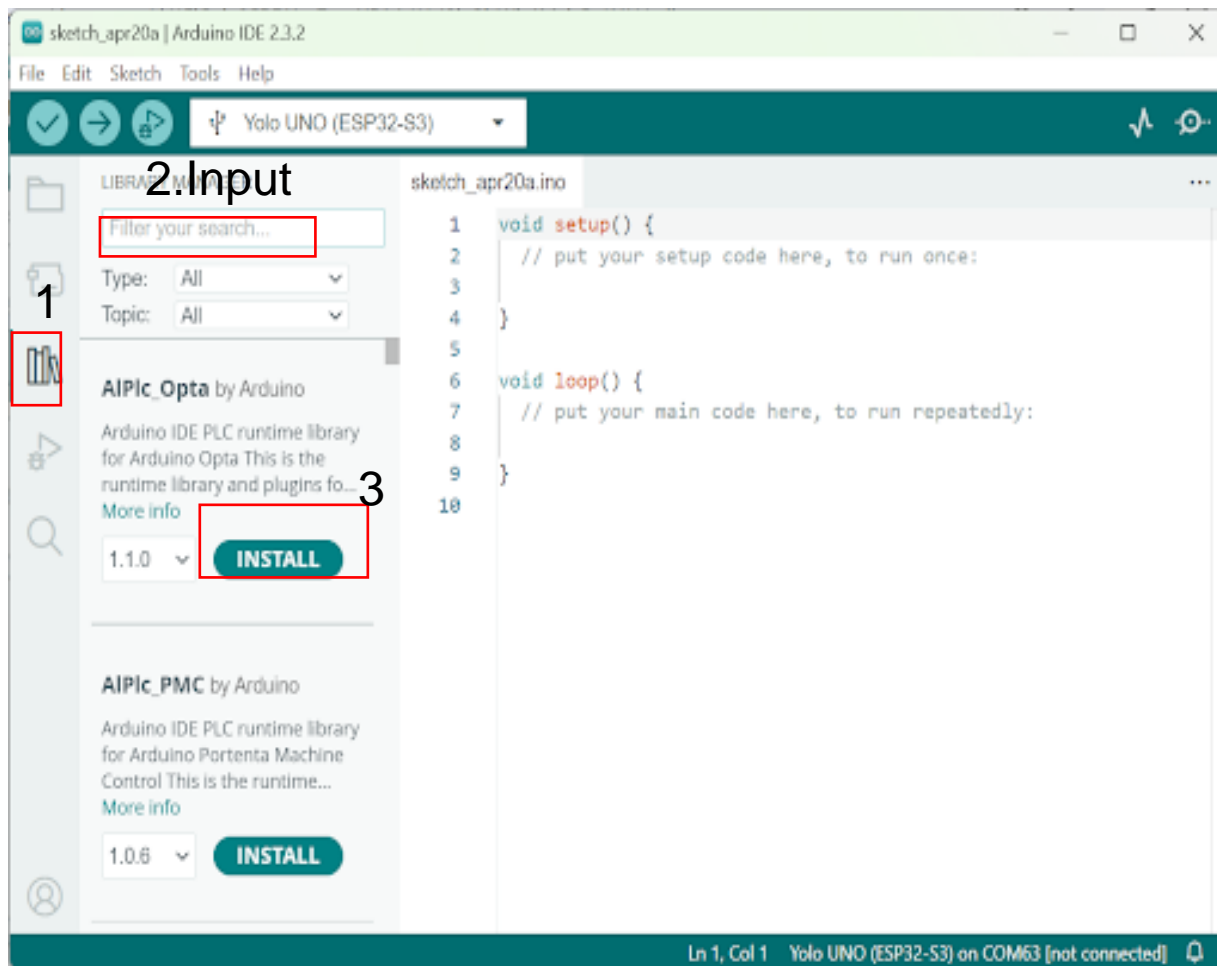 sketch_apr20a | Arduino IDE 2.3.2
File Edit Sketch Tools Help
Yolo UNO (ESP32-S3)
2.Input
LIBRARY MANAGER
sketch_apr20a.ino
...
Filter your search...
Type: All
Topic: All
1
AlPlc_Opta by Arduino
Arduino IDE PLC runtime library
for Arduino Opta This is the
runtime library and plugins fo...
More info
3
1.1.0
INSTALL
AlPlc_PMC by Arduino
Arduino IDE PLC runtime library
for Arduino Portenta Machine
Control This is the runtime...
More info
1.0.6
INSTALL
1 void setup() {
2 // put your setup code here, to run once:
3
4 }
5
6 void loop() {
7 // put your main code here, to run repeatedly:
8
9 }
10
Ln 1, Col 1 Yolo UNO (ESP32-S3) on COM63 [not connected]